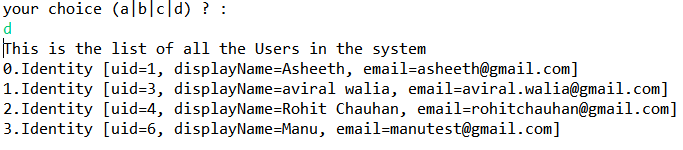 your choice (a|b|c|d) ? :
d
This is the list of all the Users in the system
0.Identity [uid=1, displayName=Asheeth, email=asheeth@gmail.com]
1.Identity [uid=3, displayName=aviral walia, email=aviral.walia@gmail.com]
2.Identity [uid=4, displayName=Rohit Chauhan, email=rohitchauhan@gmail.com]
3.Identity [uid=6, displayName=Manu, email=manutest@gmail.com]